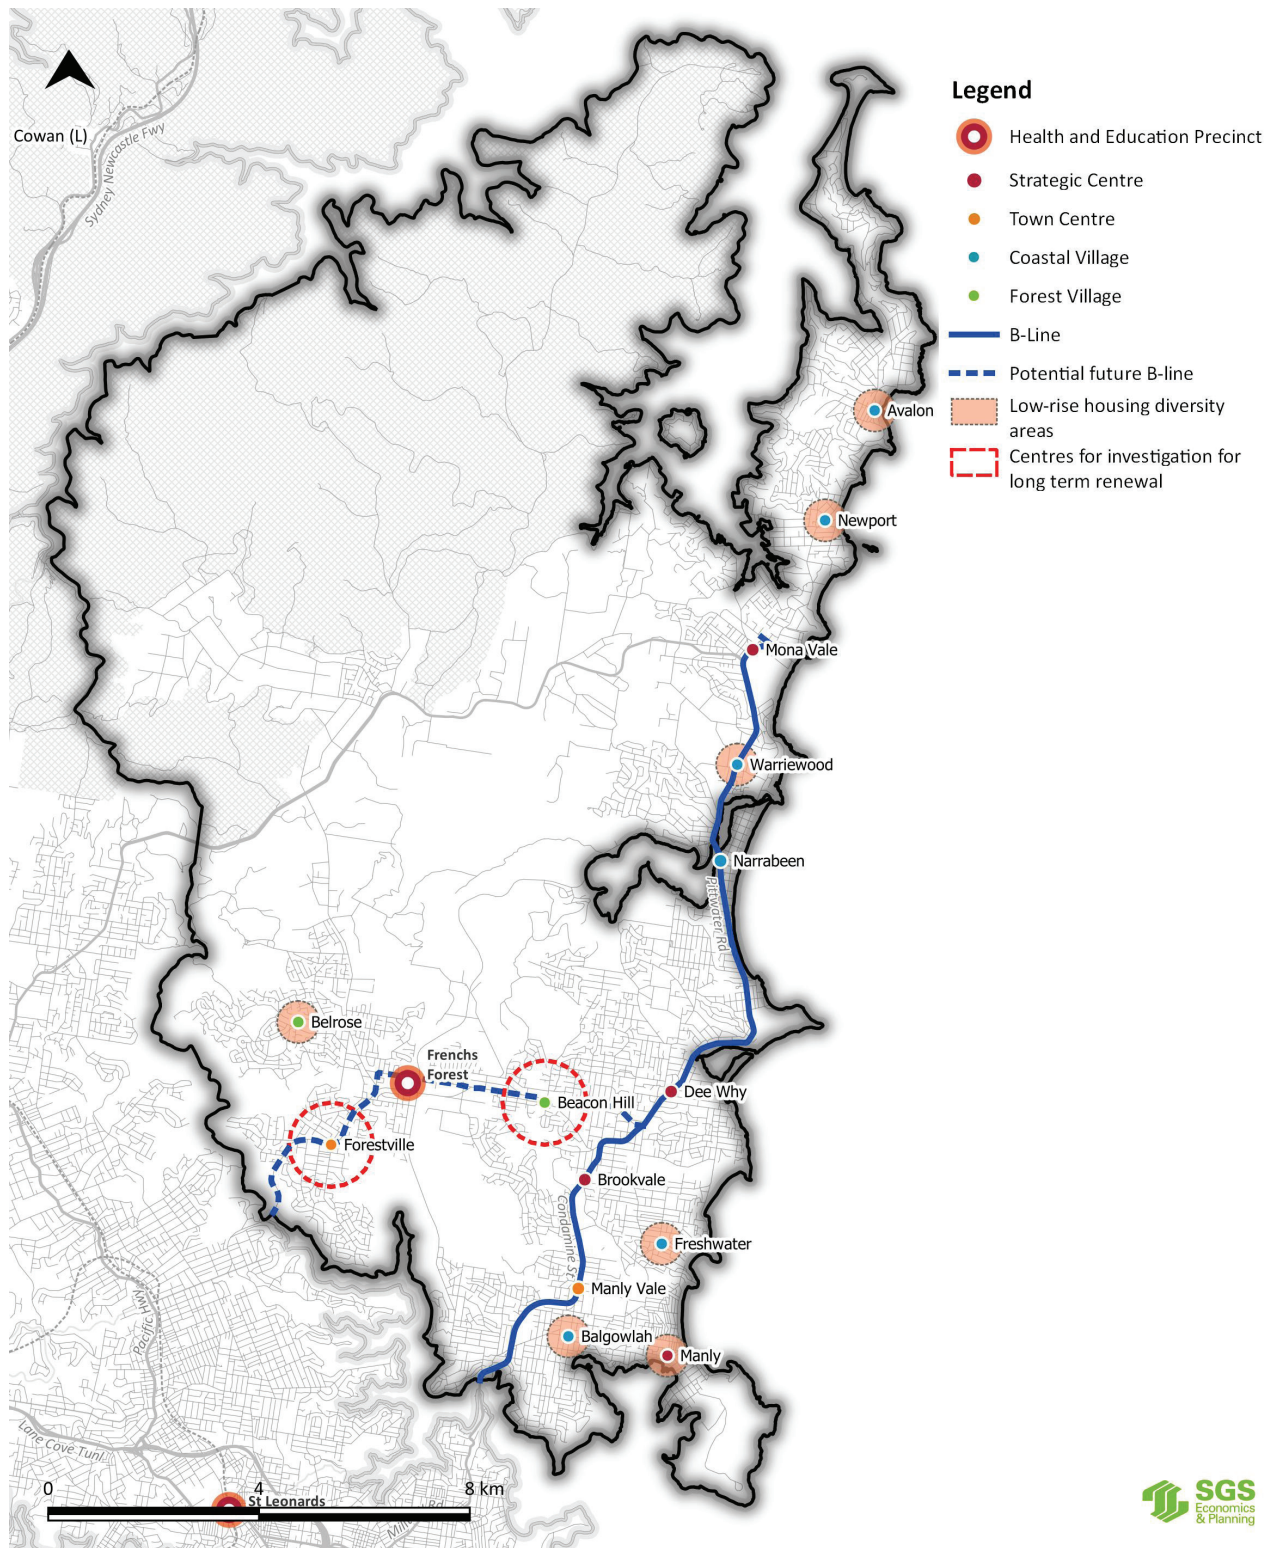 Legend
Health and Education Precinct
Strategic Centre
Town Centre
Coastal Village
Forest Village
B-Line
Potential future B-line
Low-rise housing diversity
areas
Centres for investigation for
long term renewal
Cowan (L)
Sydney Newcastle Fwy
Avalon
Newport
Mona Vale
Warriewood
Narrabeen
Pittwater Rd
Belrose
Frenchs
Forest
Beacon Hill
Dee Why
Forestville
Brookvale
Condamine St
Freshwater
Manly Vale
Balgowlah
Manly
Pacific Hwy
Lane Cove Tunl
0 4 8 km
St Leonards
Rd
SGS
Economics
& Planning